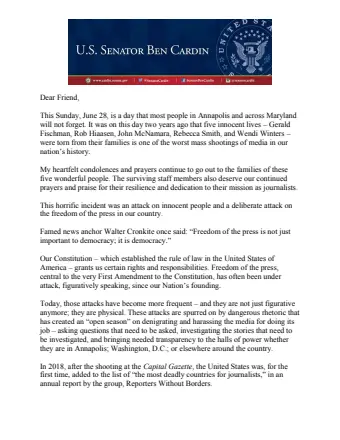 U.S. SENATOR BEN CARDIN
www.cardin.senate.gov
Dear Friend,
This Sunday, June 28, is a day that most people in Annapolis and across Maryland
will not forget. It was on this day two years ago that five innocent lives – Gerald
Fischman, Rob Hiaasen, John McNamara, Rebecca Smith, and Wendi Winters –
were torn from their families is one of the worst mass shootings of media in our
nation's history.
My heartfelt condolences and prayers continue to go out to the families of these
five wonderful people. The surviving staff members also deserve our continued
prayers and praise for their resilience and dedication to their mission as journalists.
This horrific incident was an attack on innocent people and a deliberate attack on
the freedom of the press in our country.
Famed news anchor Walter Cronkite once said: "Freedom of the press is not just
important to democracy; it is democracy."
Our Constitution – which established the rule of law in the United States of
America – grants us certain rights and responsibilities. Freedom of the press,
central to the very First Amendment to the Constitution, has often been under
attack, figuratively speaking, since our Nation's founding.
Today, those attacks have become more frequent – and they are not just figurative
anymore; they are physical. These attacks are spurred on by dangerous rhetoric that
has created an "open season" on denigrating and harassing the media for doing its
job – asking questions that need to be asked, investigating the stories that need to
be investigated, and bringing needed transparency to the halls of power whether
they are in Annapolis; Washington, D.C.; or elsewhere around the country.
In 2018, after the shooting at the Capital Gazette, the United States was, for the
first time, added to the list of "the most deadly countries for journalists," in an
annual report by the group, Reporters Without Borders.